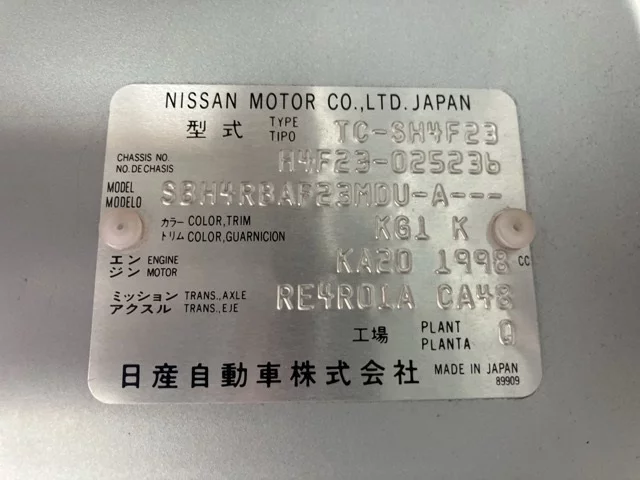 NISSAN MOTOR CO.,LTD. JAPAN
型式 TYPE TIPO TC-SH4F23
CHASSIS NO. NO. DE CHASIS H4F23-025236
MODEL MODELO SBH4RBAF23MDU-A---
カラー COLOR,TRIM
トリム COLOR,GUARNICION KG1 K
エンジン ENGINE MOTOR KA20 1998 CC
ミッション TRANS.,AXLE
アクスル TRANS.,EJE RE4R01A CA48
工場 PLANT PLANTA Q
日産自動車株式会社 MADE IN JAPAN
89909